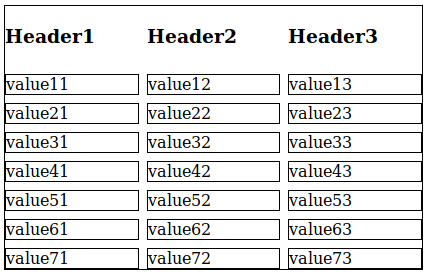 Header1 Header2 Header3
value11 value12 value13
value21 value22 value23
value31 value32 value33
value41 value42 value43
value51 value52 value53
value61 value62 value63
value71 value72 value73